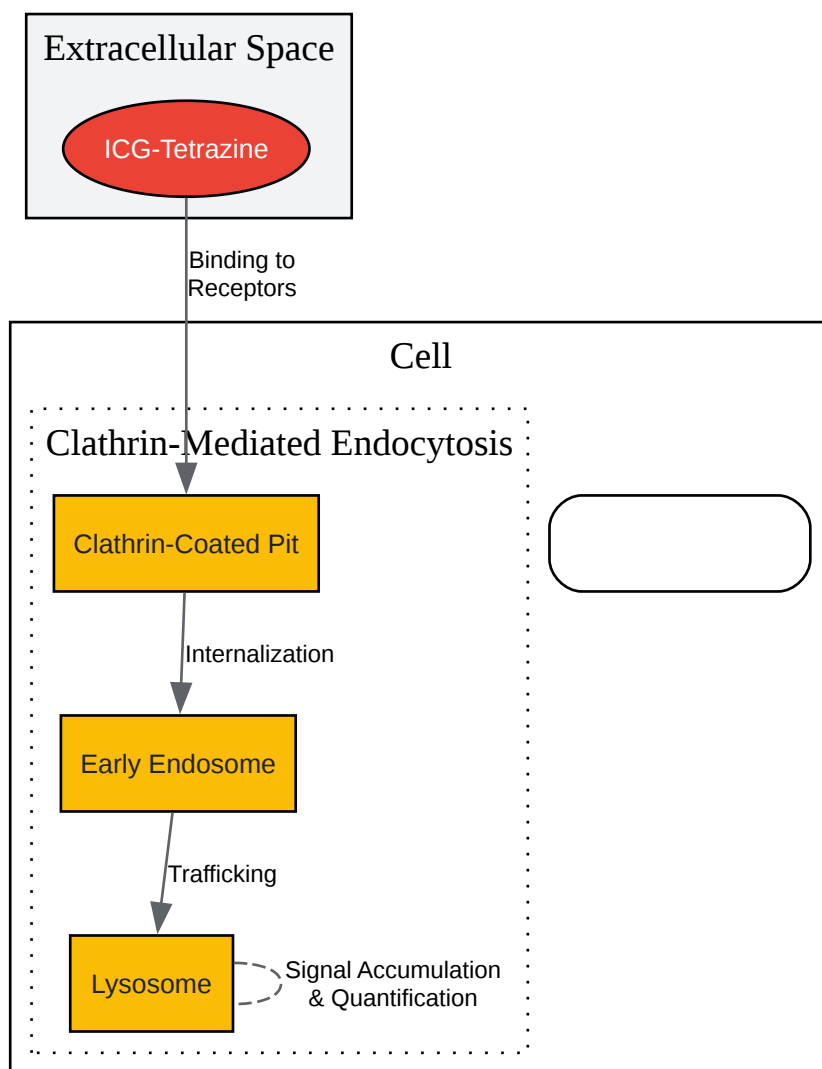 Extracellular Space
ICG-Tetrazine
Binding to
Receptors
Cell
Clathrin-Mediated Endocytosis
Clathrin-Coated Pit
Internalization
Early Endosome
Trafficking
Lysosome
Signal Accumulation
& Quantification